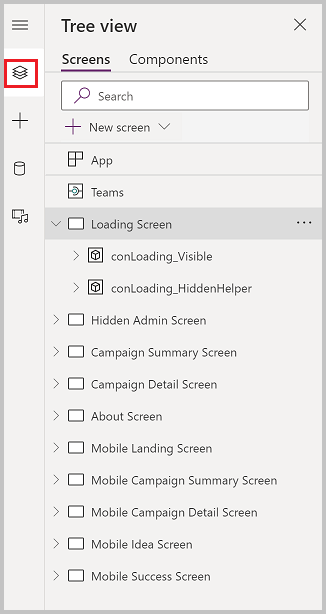 Tree view
Screens Components
Search
New screen
App
Teams
Loading Screen
conLoading_Visible
conLoading_HiddenHelper
Hidden Admin Screen
Campaign Summary Screen
Campaign Detail Screen
About Screen
Mobile Landing Screen
Mobile Campaign Summary Screen
Mobile Campaign Detail Screen
Mobile Idea Screen
Mobile Success Screen